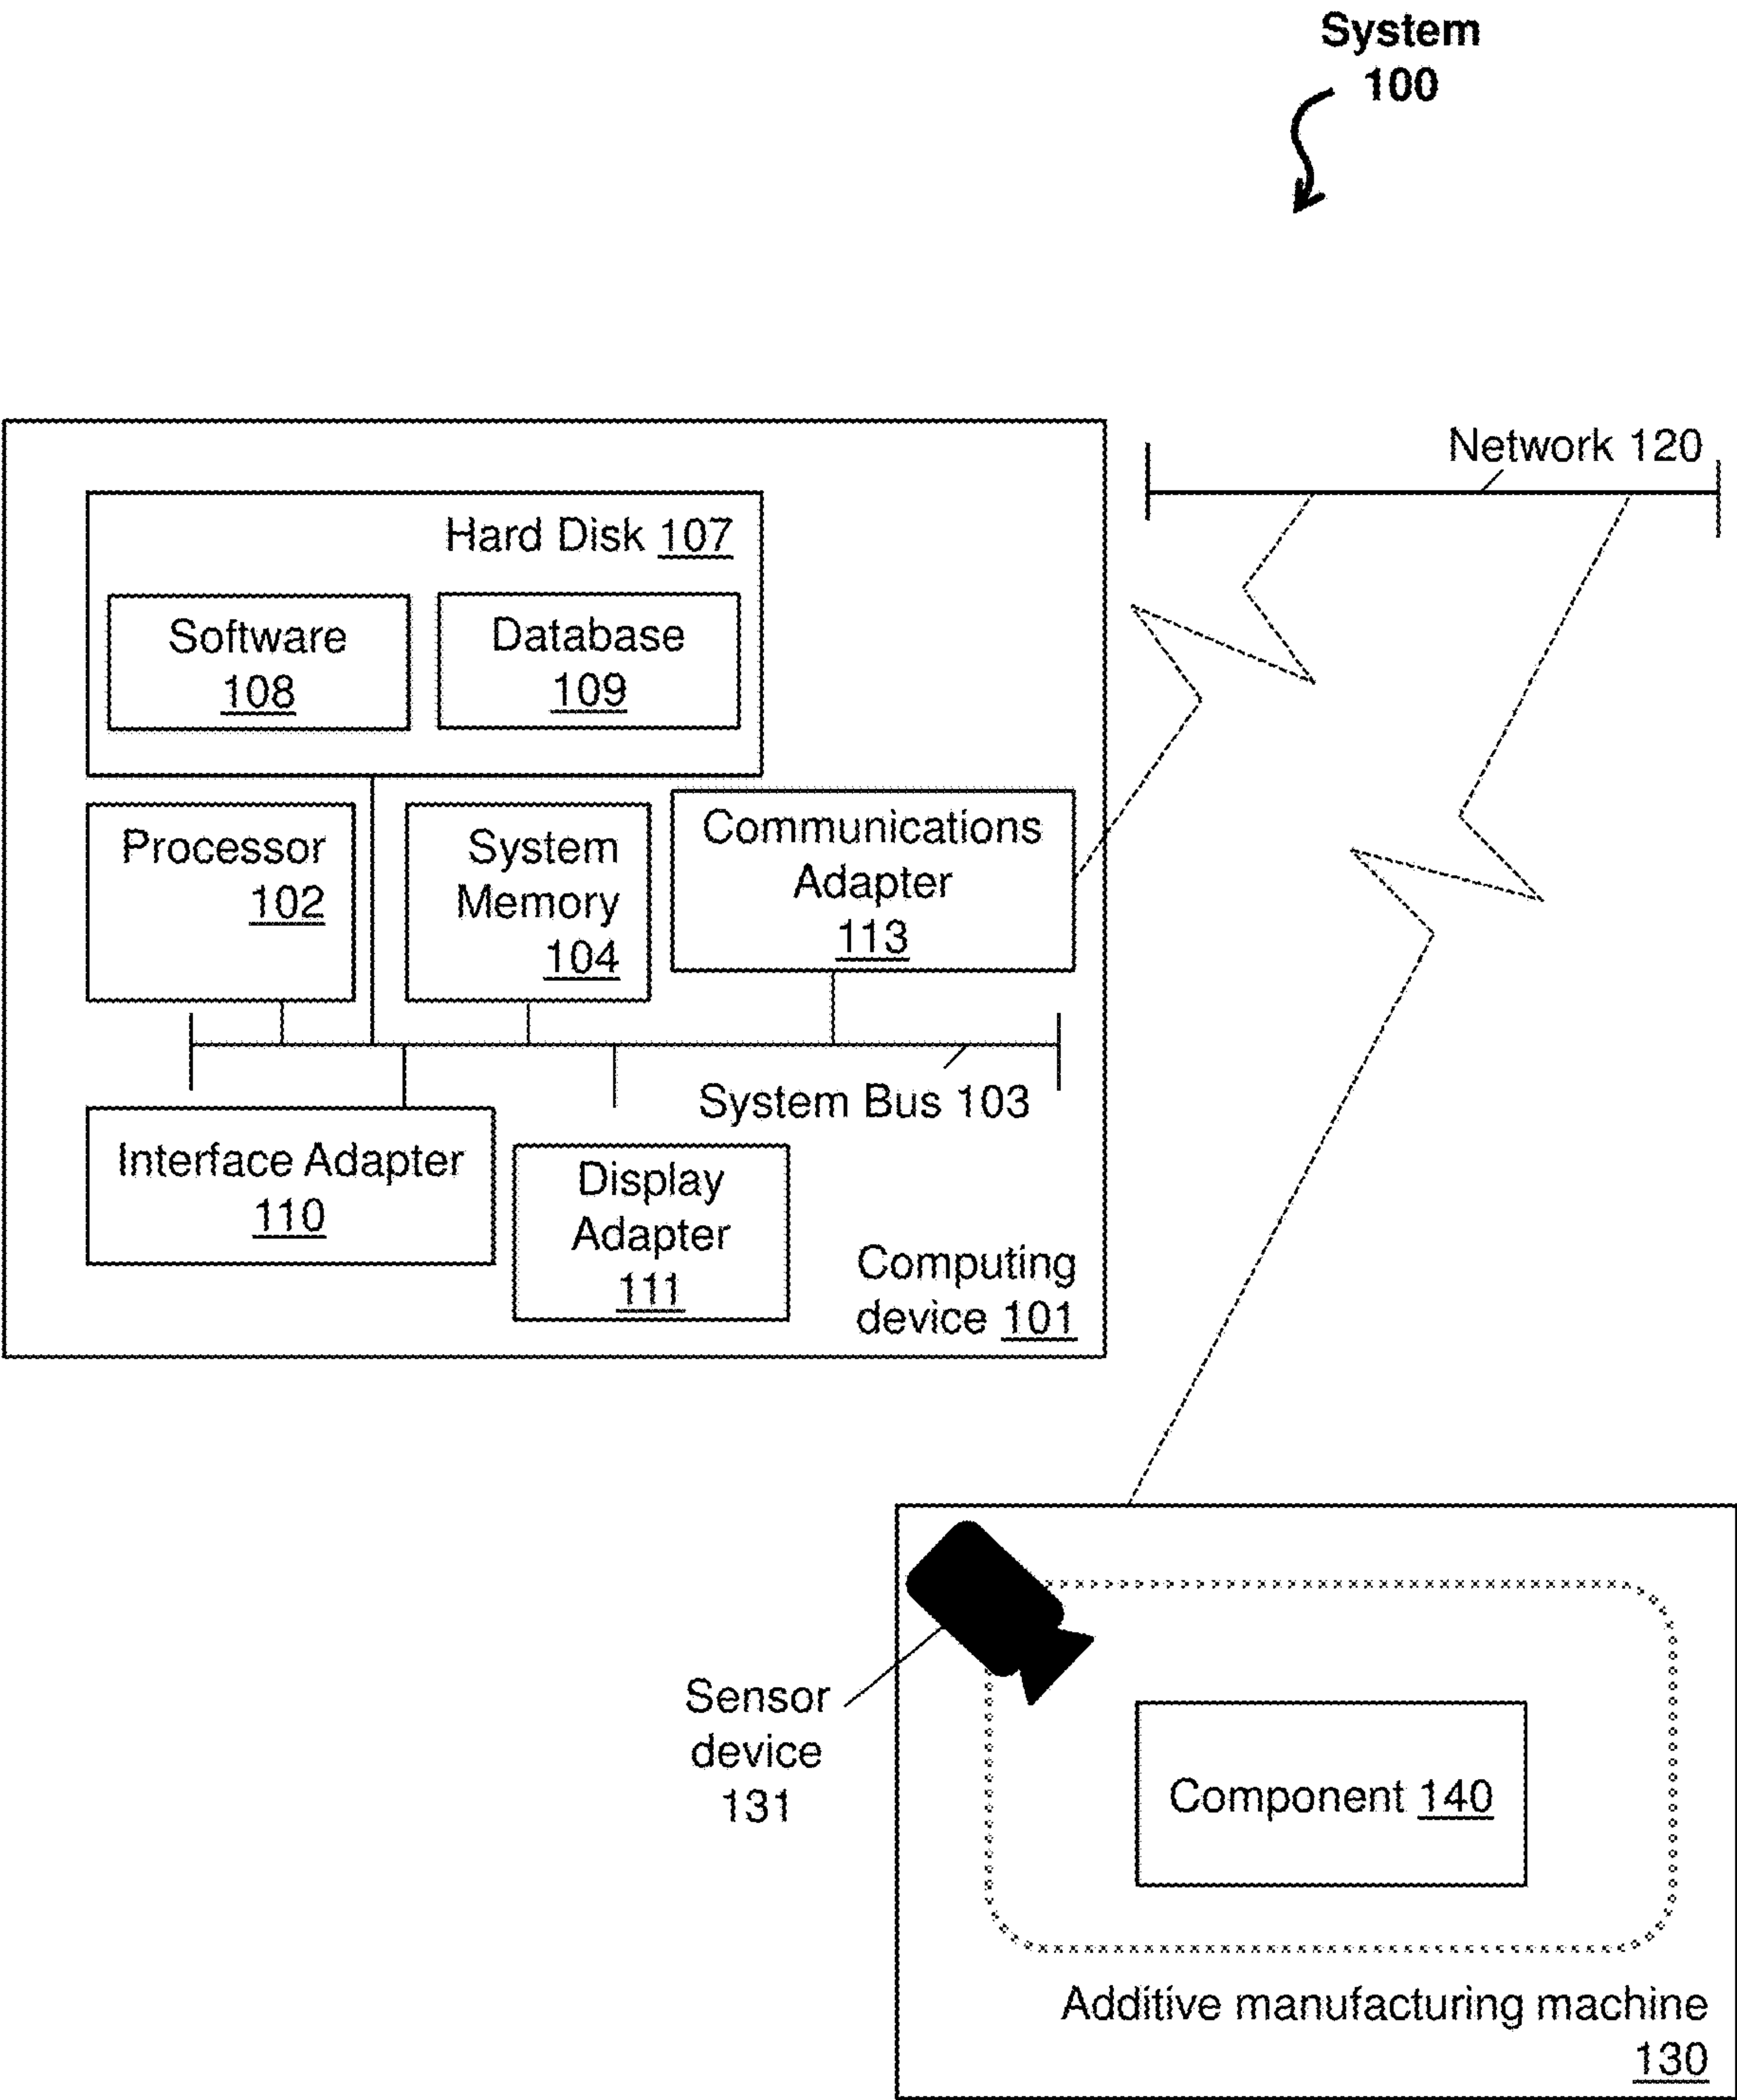 System
100
Network 120
Hard Disk 107
Software
108
Database
109
Processor
102
System
Memory
104
Communications
Adapter
113
System Bus 103
Interface Adapter
110
Display
Adapter
111
Computing
device 101
Sensor
device
131
Component 140
Additive manufacturing machine
130